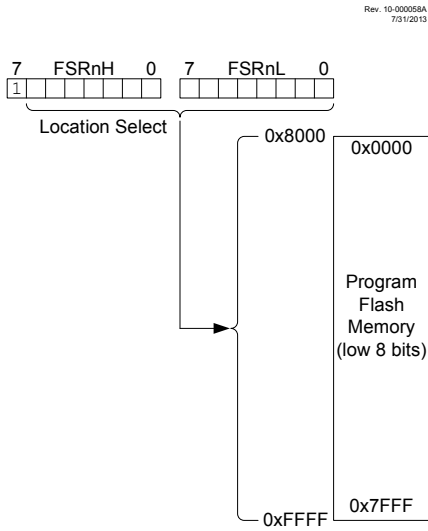 Rev. 10-000058A
7/31/2013
7 FSRnH 0 7 FSRnL 0
1
Location Select
0x8000
0x0000
Program
Flash
Memory
(low 8 bits)
0x7FFF
0xFFFF